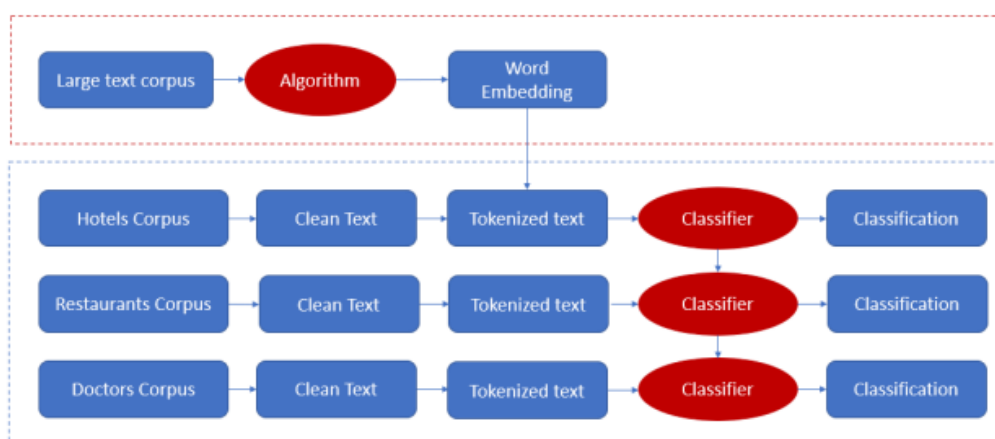 Large text corpus
Algorithm
Word
Embedding
Hotels Corpus
Clean Text
Tokenized text
Classifier
Classification
Restaurants Corpus
Clean Text
Tokenized text
Classifier
Classification
Doctors Corpus
Clean Text
Tokenized text
Classifier
Classification